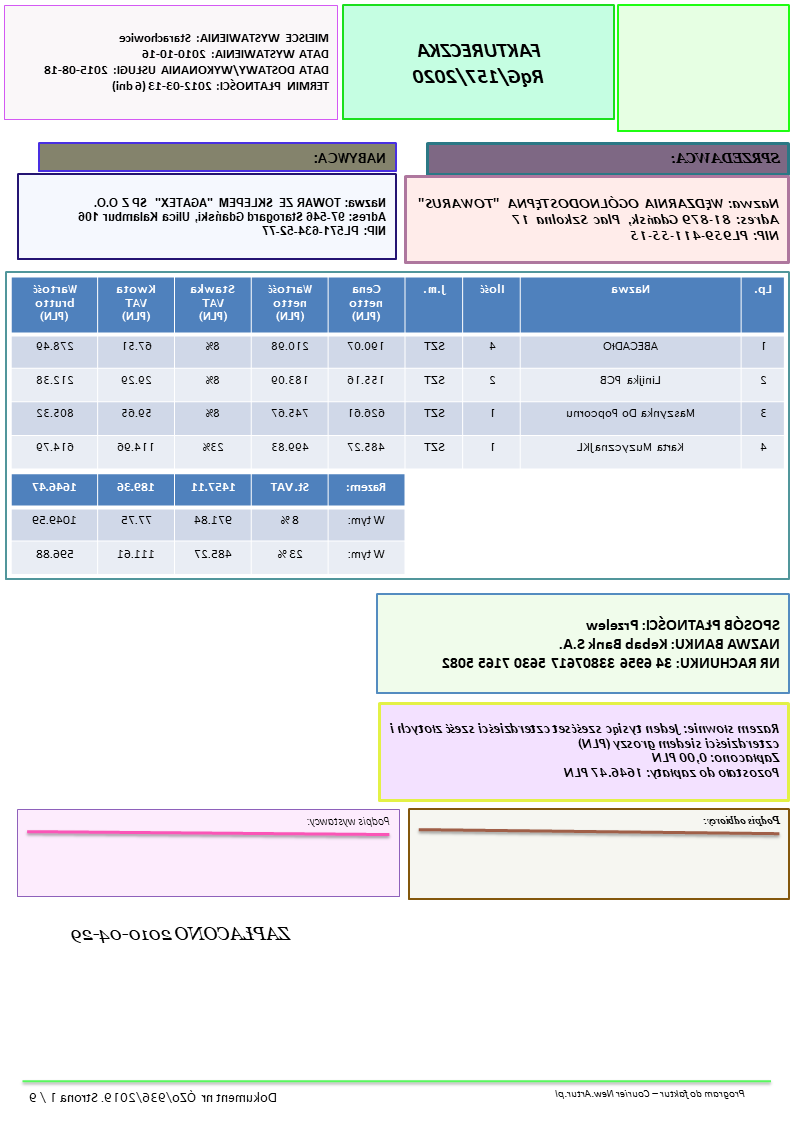 FAKTURECZKA
RąG/157/2020
MIEJSCE WYSTAWIENIA: Starachowice
DATA WYSTAWIENIA: 2010-10-16
DATA DOSTAWY/WYKONANIA USŁUGI: 2015-08-18
TERMIN PŁATNOŚCI: 2012-03-13 (6 dni)
SPRZEDAWCA:
Nazwa: WĘDZARNIA OGÓLNODOSTĘPNA "TOWARUS"
Adres: 81-879 Gdańsk, Plac Szkolna 17
NIP: PL959-411-55-15
NABYWCA:
Nazwa: TOWAR ZE SKLEPEM "AGATEX" SP Z O.O.
Adres: 97-546 Starogard Gdański, Ulica Kalambur 106
NIP: PL571-634-52-77
Lp. Nazwa Ilość J.m. Cena netto (PLN) Wartość netto (PLN) Stawka VAT (PLN) Kwota VAT (PLN) Wartość brutto (PLN)
1 ABECADŁO 4 SZT 190.07 210.98 8% 67.51 278.49
2 Linijka PCB 2 SZT 155.16 183.09 8% 29.29 212.38
3 Maszynka Do Popcornu 1 SZT 626.61 745.67 8% 59.65 805.32
4 Karta MuzycznaJKL 1 SZT 485.27 499.83 23% 114.96 614.79
Razem: St.VAT 1457.11 189.36 1646.47
W tym: 8% 971.84 77.75 1049.59
W tym: 23% 485.27 111.61 596.88
SPOSÓB PŁATNOŚCI: Przelew
NAZWA BANKU: Kebab Bank S.A.
NR RACHUNKU: 34 6956 33807617 5630 7165 5082
Razem słownie: Jeden tysiąc sześćset czterdzieści sześć złotych i
czterdzieści siedem groszy (PLN)
Zapłacono: 0,00 PLN
Pozostało do zapłaty: 1646.47 PLN
Podpis odbiorcy:
Podpis wystawcy:
ZAPŁACONO 2010-04-29
Program do faktur – Courier New.Artur.pl
Dokument nr ÓZo/936/2019. Strona 1 / 9